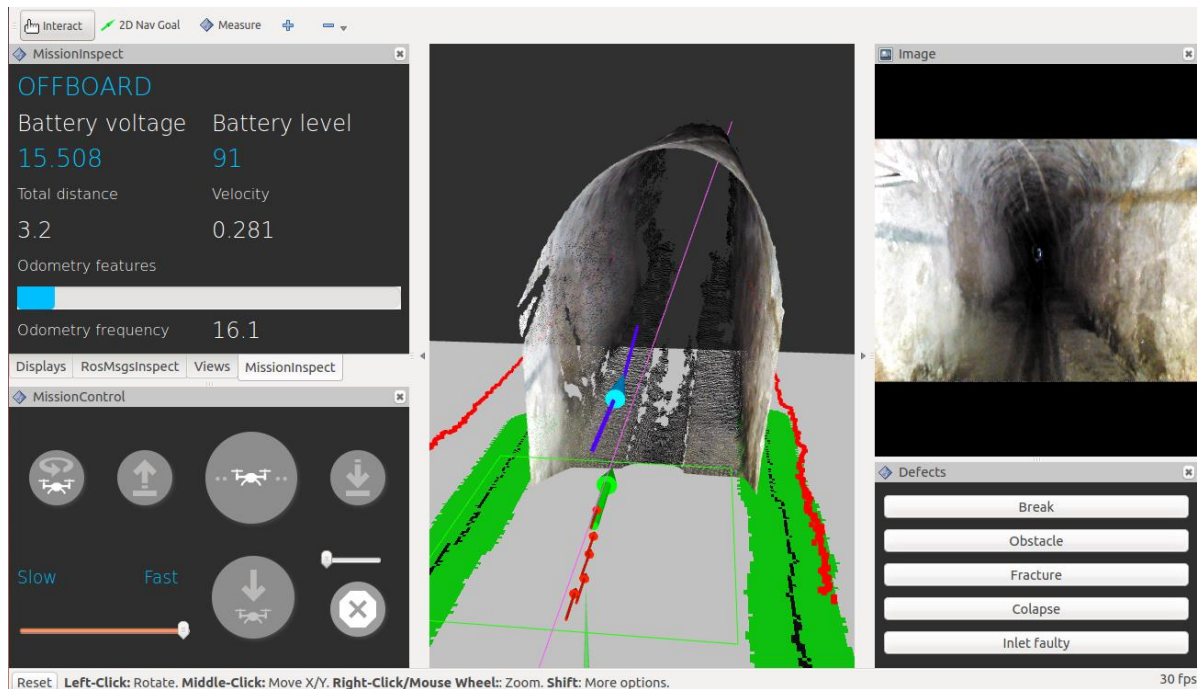 Interact 2D Nav Goal Measure
MissionInspect
OFFBOARD
Battery voltage Battery level
15.508 91
Total distance Velocity
3.2 0.281
Odometry features
Odometry frequency 16.1
Displays RosMsgsInspect Views MissionInspect
MissionControl
Slow Fast
Image
Defects
Break
Obstacle
Fracture
Colapse
Inlet faulty
Reset Left-Click: Rotate. Middle-Click: Move X/Y. Right-Click/Mouse Wheel:: Zoom. Shift: More options. 30 fps